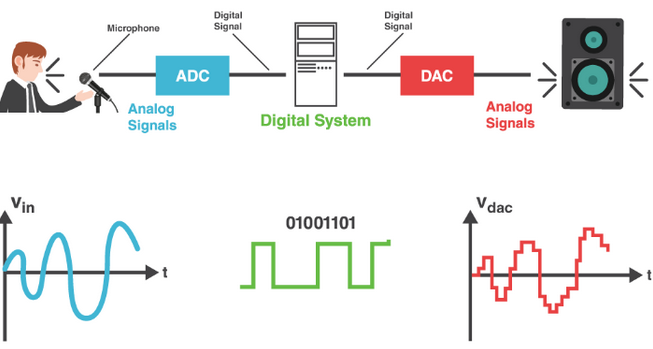 Microphone
Digital
Signal
Digital
Signal
ADC
DAC
Analog
Signals
Digital System
Analog
Signals
Vin
t
01001101
Vdac
t